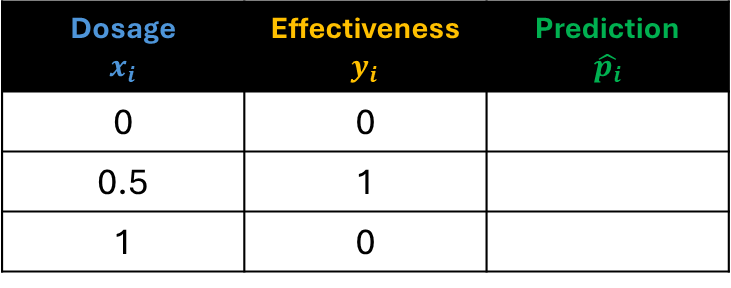 Dosage Effectiveness Prediction
xᵢ yᵢ p̂ᵢ
0 0
0.5 1
1 0